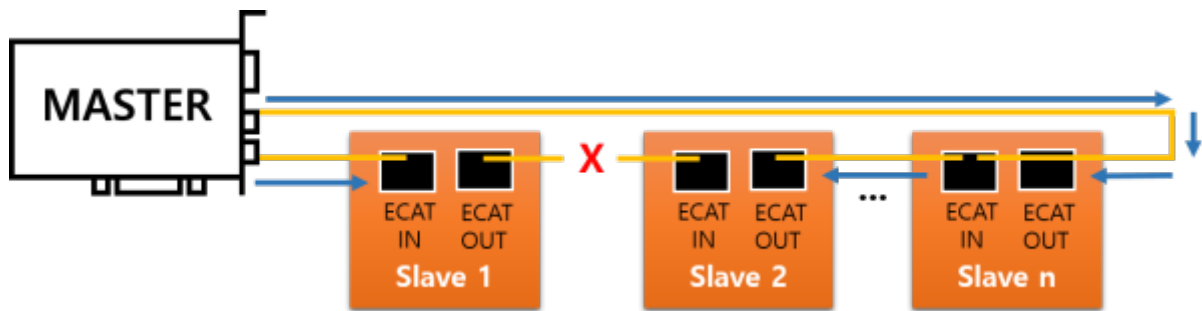 MASTER
X
ECAT IN
ECAT OUT
Slave 1
ECAT IN
ECAT OUT
Slave 2
...
ECAT IN
ECAT OUT
Slave n